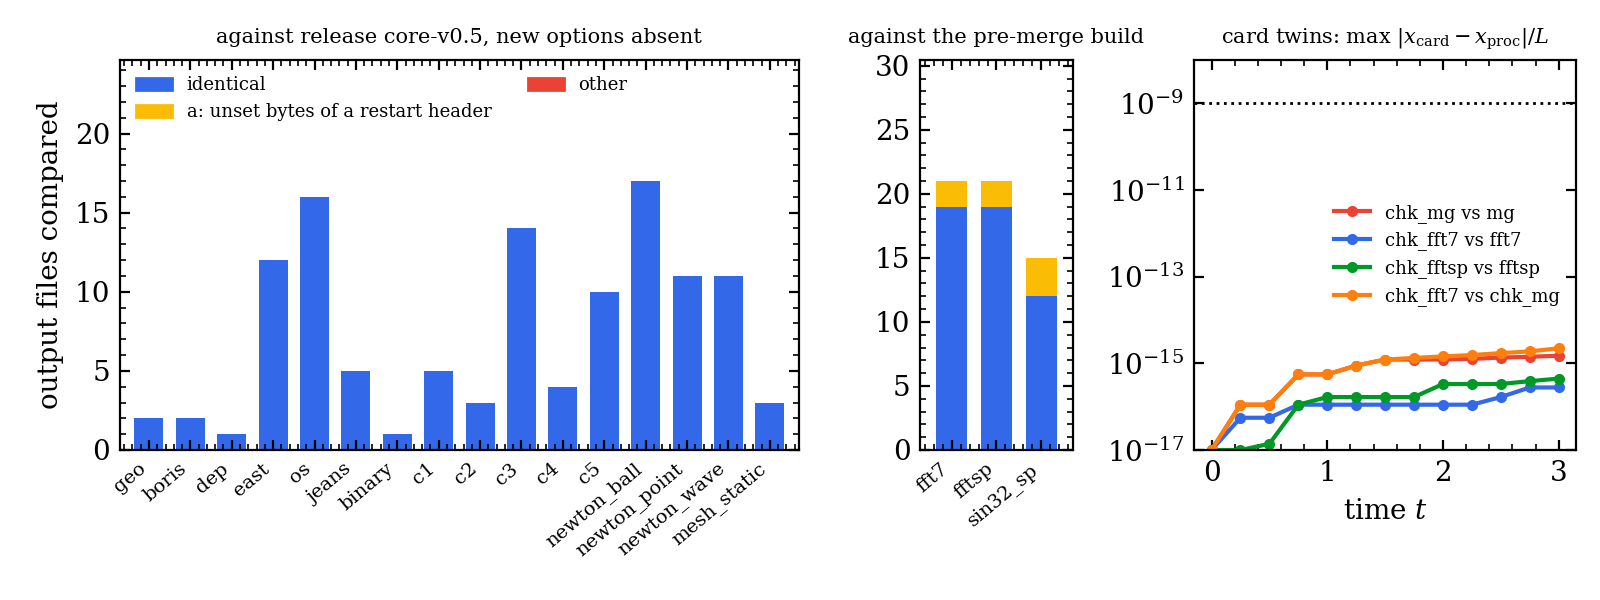 against release core-v0.5, new options absent
output files compared
20
15
10
5
0
identical
a: unset bytes of a restart header
other
geo
boris
dep
east
os
jeans
binary
c1
c2
c3
c4
c5
newton_ball
newton_point
newton_wave
mesh_static
against the pre-merge build
30
25
20
15
10
5
0
fft7
fftsp
sin32_sp
card twins: max |x_card − x_proc|/L
10^−9
10^−11
10^−13
10^−15
10^−17
chk_mg vs mg
chk_fft7 vs fft7
chk_fftsp vs fftsp
chk_fft7 vs chk_mg
0
1
2
3
time t